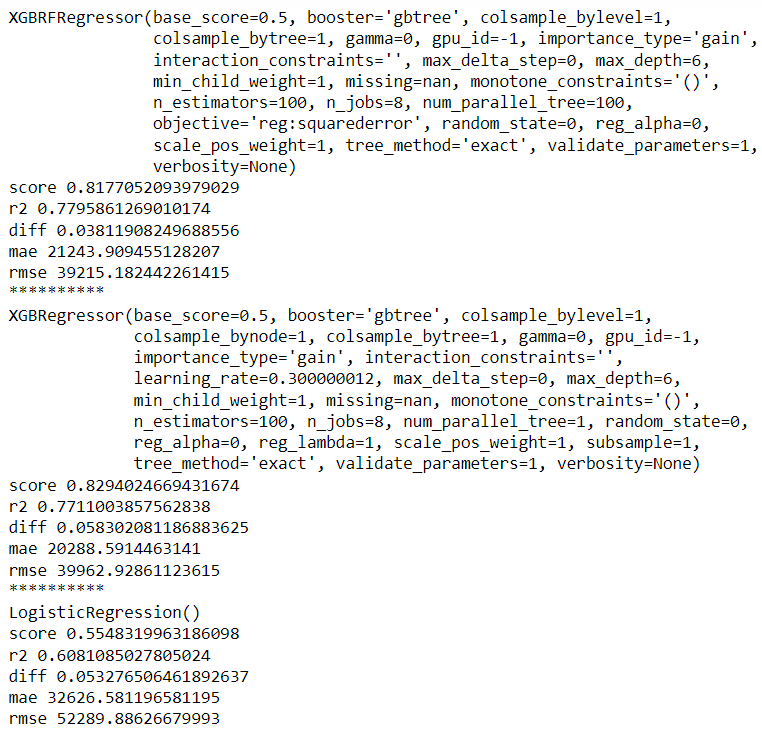 XGBRFRegressor(base_score=0.5, booster='gbtree', colsample_bylevel=1,
colsample_bytree=1, gamma=0, gpu_id=-1, importance_type='gain',
interaction_constraints='', max_delta_step=0, max_depth=6,
min_child_weight=1, missing=nan, monotone_constraints='()',
n_estimators=100, n_jobs=8, num_parallel_tree=100,
objective='reg:squarederror', random_state=0, reg_alpha=0,
scale_pos_weight=1, tree_method='exact', validate_parameters=1,
verbosity=None)
score 0.8177052093979029
r2 0.7795861269010174
diff 0.03811908249688556
mae 21243.909455128207
rmse 39215.182442261415
**********
XGBRegressor(base_score=0.5, booster='gbtree', colsample_bylevel=1,
colsample_bynode=1, colsample_bytree=1, gamma=0, gpu_id=-1,
importance_type='gain', interaction_constraints='',
learning_rate=0.300000012, max_delta_step=0, max_depth=6,
min_child_weight=1, missing=nan, monotone_constraints='()',
n_estimators=100, n_jobs=8, num_parallel_tree=1, random_state=0,
reg_alpha=0, reg_lambda=1, scale_pos_weight=1, subsample=1,
tree_method='exact', validate_parameters=1, verbosity=None)
score 0.8294024669431674
r2 0.7711003857562838
diff 0.058302081186883625
mae 20288.5914463141
rmse 39962.92861123615
**********
LogisticRegression()
score 0.5548319963186098
r2 0.6081085027805024
diff 0.053276506461892637
mae 32626.581196581195
rmse 52289.88626679993